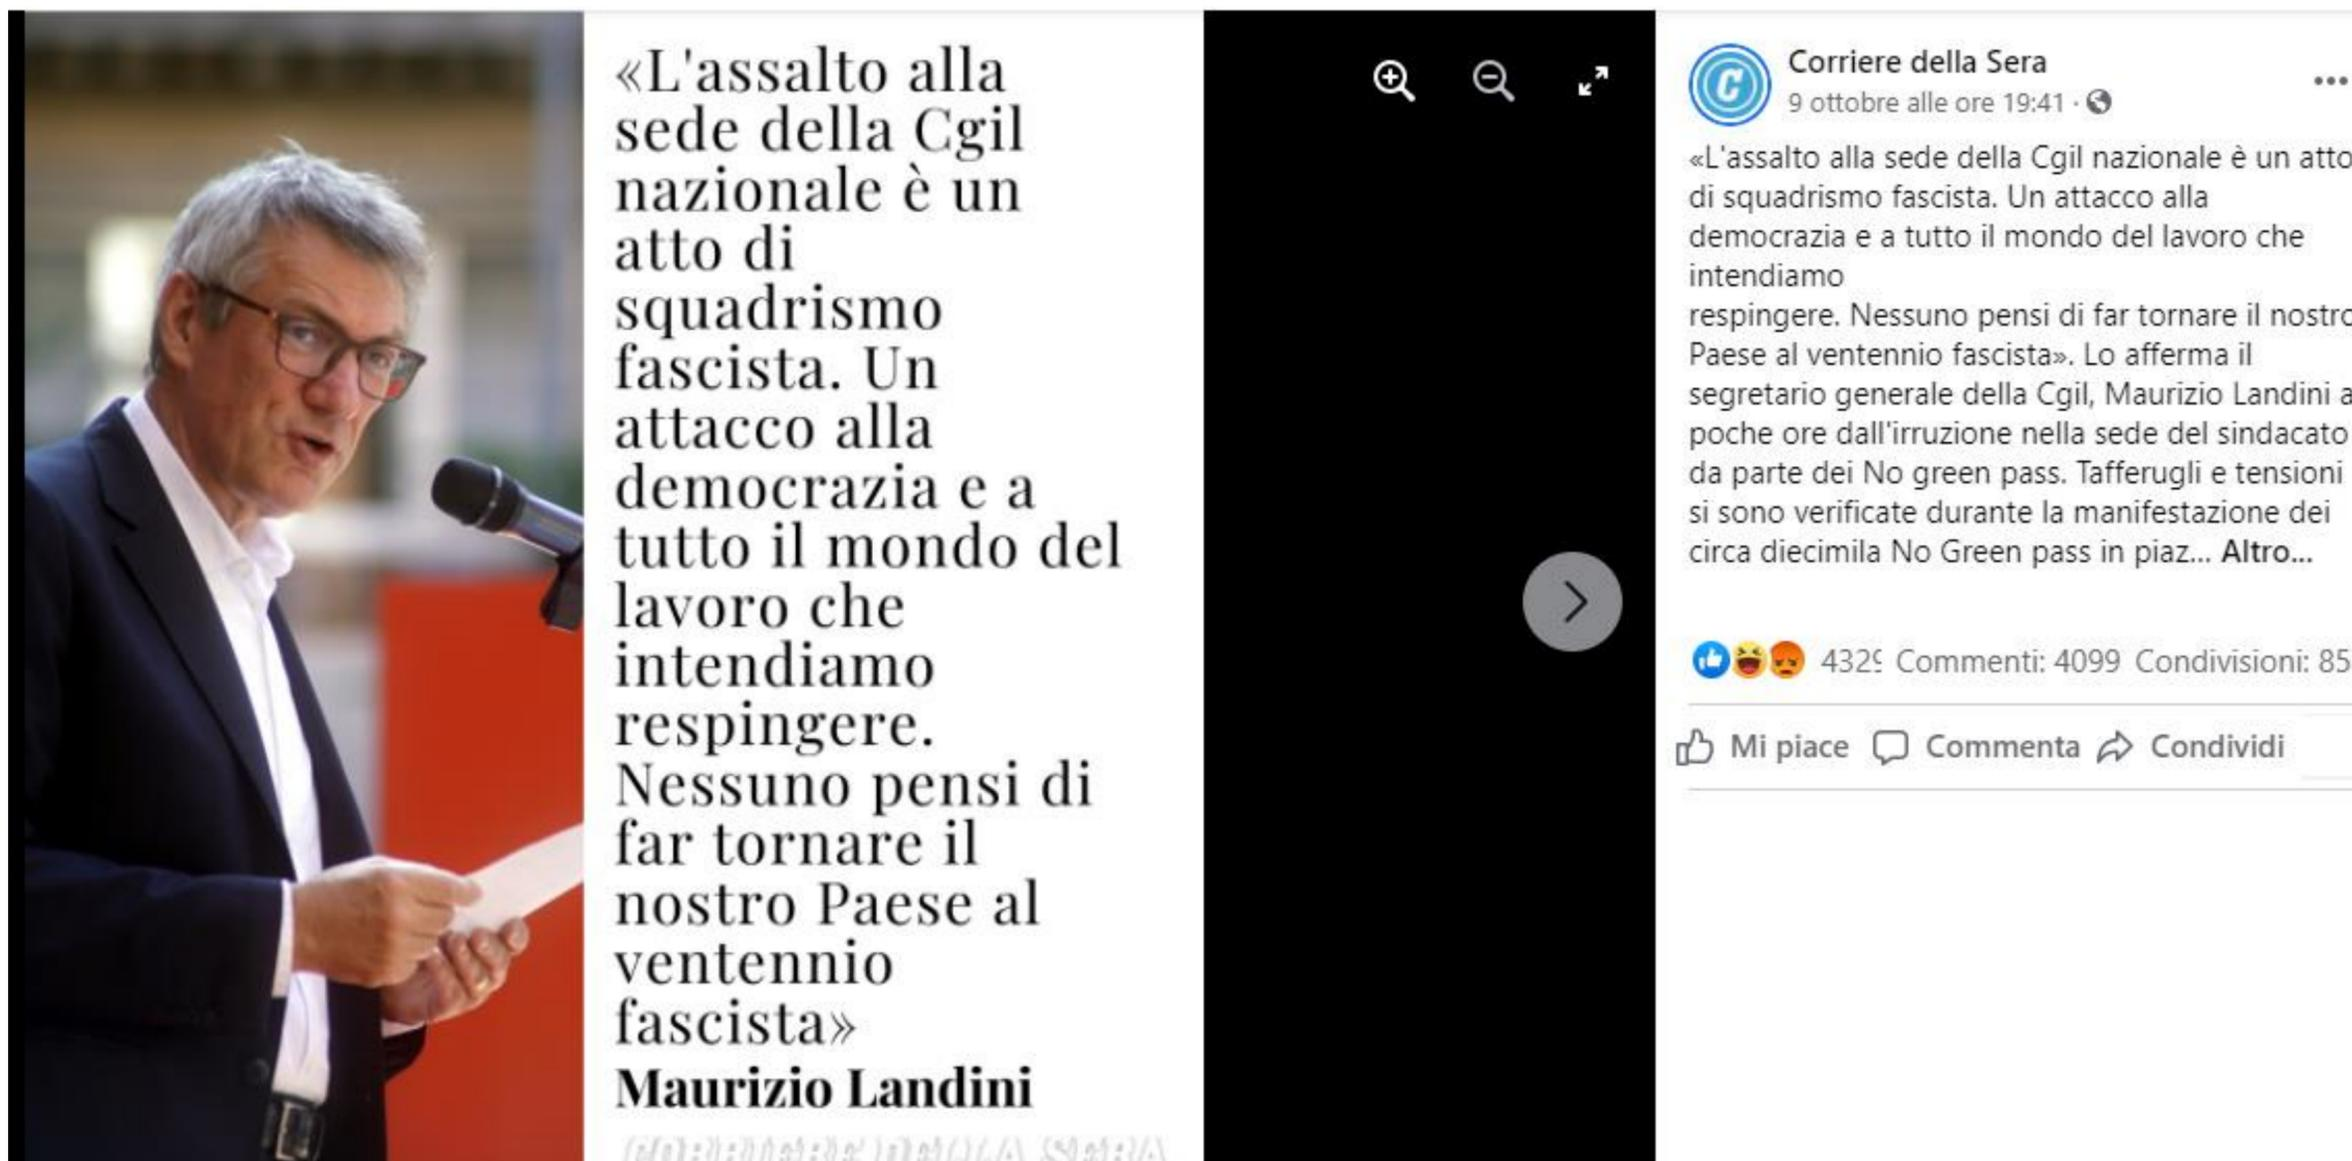 «L'assalto alla
sede della Cgil
nazionale è un
atto di
squadrismo
fascista. Un
attacco alla
democrazia e a
tutto il mondo del
lavoro che
intendiamo
respingere.
Nessuno pensi di
far tornare il
nostro Paese al
ventennio
fascista»
Maurizio Landini
CORRIERE DELLA SERA
Corriere della Sera
9 ottobre alle ore 19:41 ·
«L'assalto alla sede della Cgil nazionale è un atto
di squadrismo fascista. Un attacco alla
democrazia e a tutto il mondo del lavoro che
intendiamo
respingere. Nessuno pensi di far tornare il nostro
Paese al ventennio fascista». Lo afferma il
segretario generale della Cgil, Maurizio Landini a
poche ore dall'irruzione nella sede del sindacato
da parte dei No green pass. Tafferugli e tensioni
si sono verificate durante la manifestazione dei
circa diecimila No Green pass in piaz... Altro...
Commenti: 4099 Condivisioni: 85
Mi piace Commenta Condividi